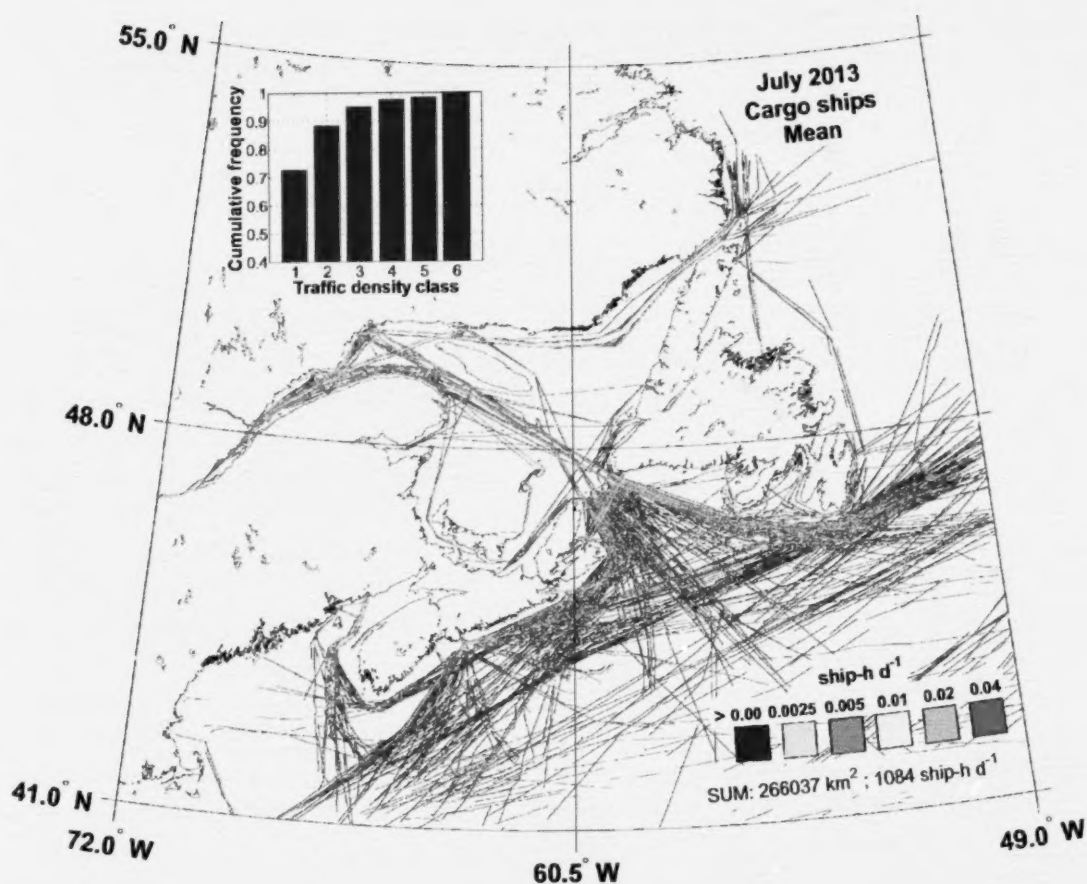 55.0° N
July 2013
Cargo ships
Mean
Cumulative frequency
1
0.9
0.8
0.7
0.6
0.5
0.4
1 2 3 4 5 6
Traffic density class
48.0° N
ship-h d⁻¹
> 0.00 0.0025 0.005 0.01 0.02 0.04
SUM: 266037 km² ; 1084 ship-h d⁻¹
41.0° N
72.0° W
60.5° W
49.0° W